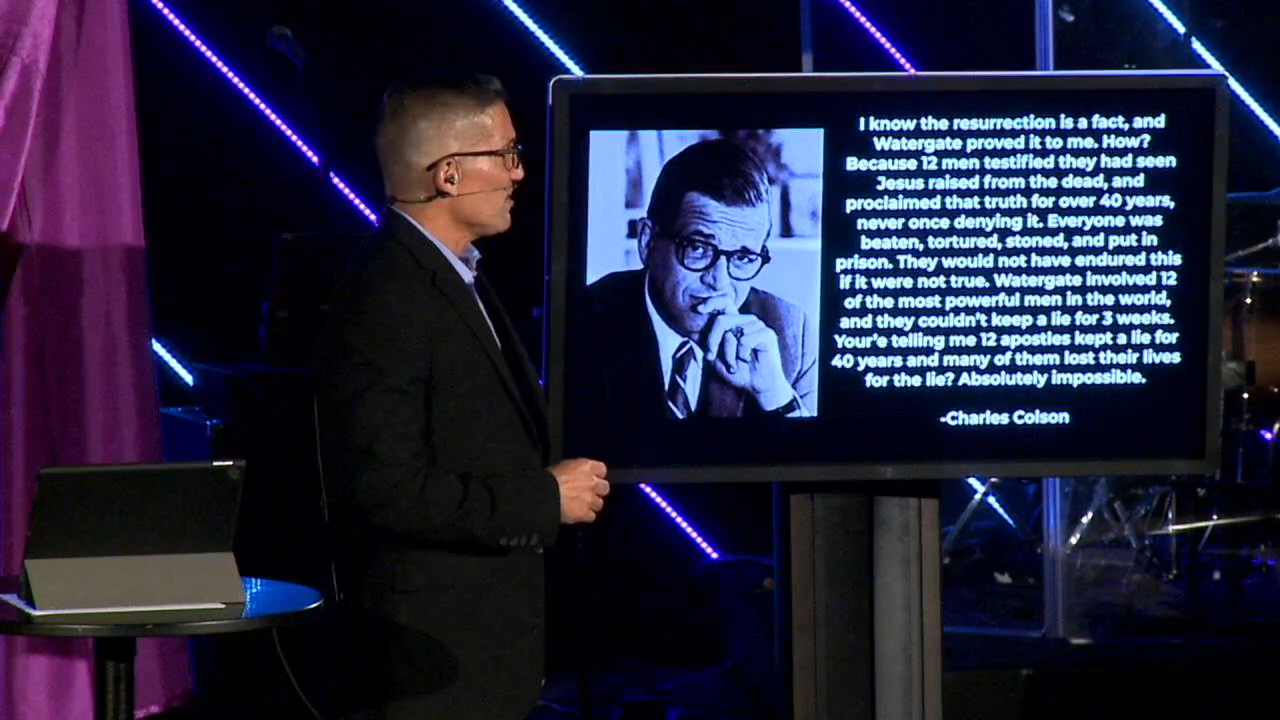 I know the resurrection is a fact, and
Watergate proved it to me. How?
Because 12 men testified they had seen
Jesus raised from the dead, and
proclaimed that truth for over 40 years,
never once denying it. Everyone was
beaten, tortured, stoned, and put in
prison. They would not have endured this
if it were not true. Watergate involved 12
of the most powerful men in the world,
and they couldn't keep a lie for 3 weeks.
Your'e telling me 12 apostles kept a lie for
40 years and many of them lost their lives
for the lie? Absolutely impossible.
-Charles Colson